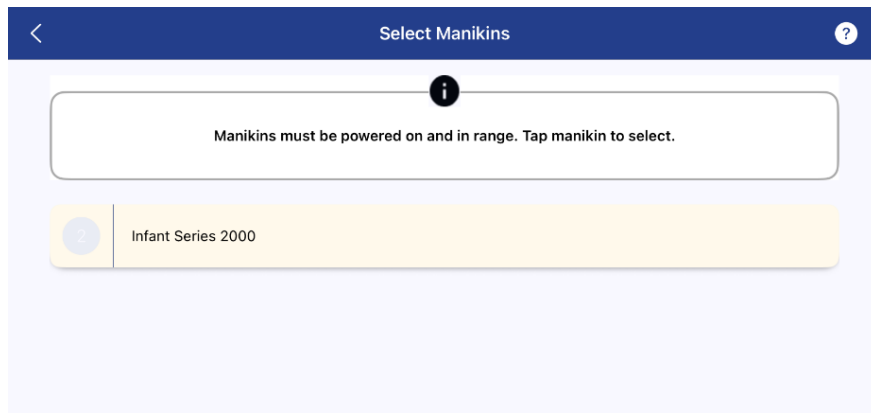 Select Manikins
?
i
Manikins must be powered on and in range. Tap manikin to select.
2
Infant Series 2000